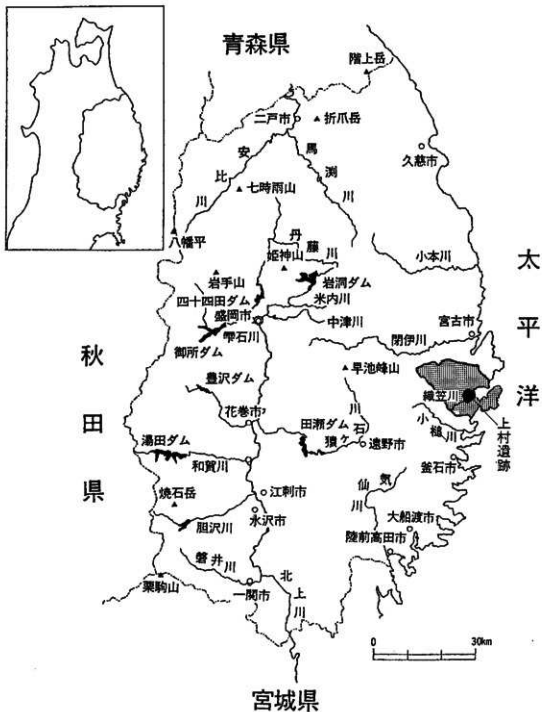 青森県
階上岳
二戸市
折爪岳
安比川
馬渕川
久慈市
七時雨山
八幡平
丹藤川
姫神山
小本川
岩手山
岩洞ダム
四十四田ダム
米内川
盛岡市
中津川
雫石川
御所ダム
宮古市
閉伊川
太平洋
秋田県
早池峰山
豊沢ダム
織笠川
花巻市
田瀬ダム
猿ヶ石川
小槌川
上村遺跡
遠野市
湯田ダム
和賀川
釜石市
焼石岳
江刺市
気仙川
水沢市
大船渡市
胆沢川
陸前高田市
磐井川
栗駒山
一関市
北上川
0 30km
宮城県